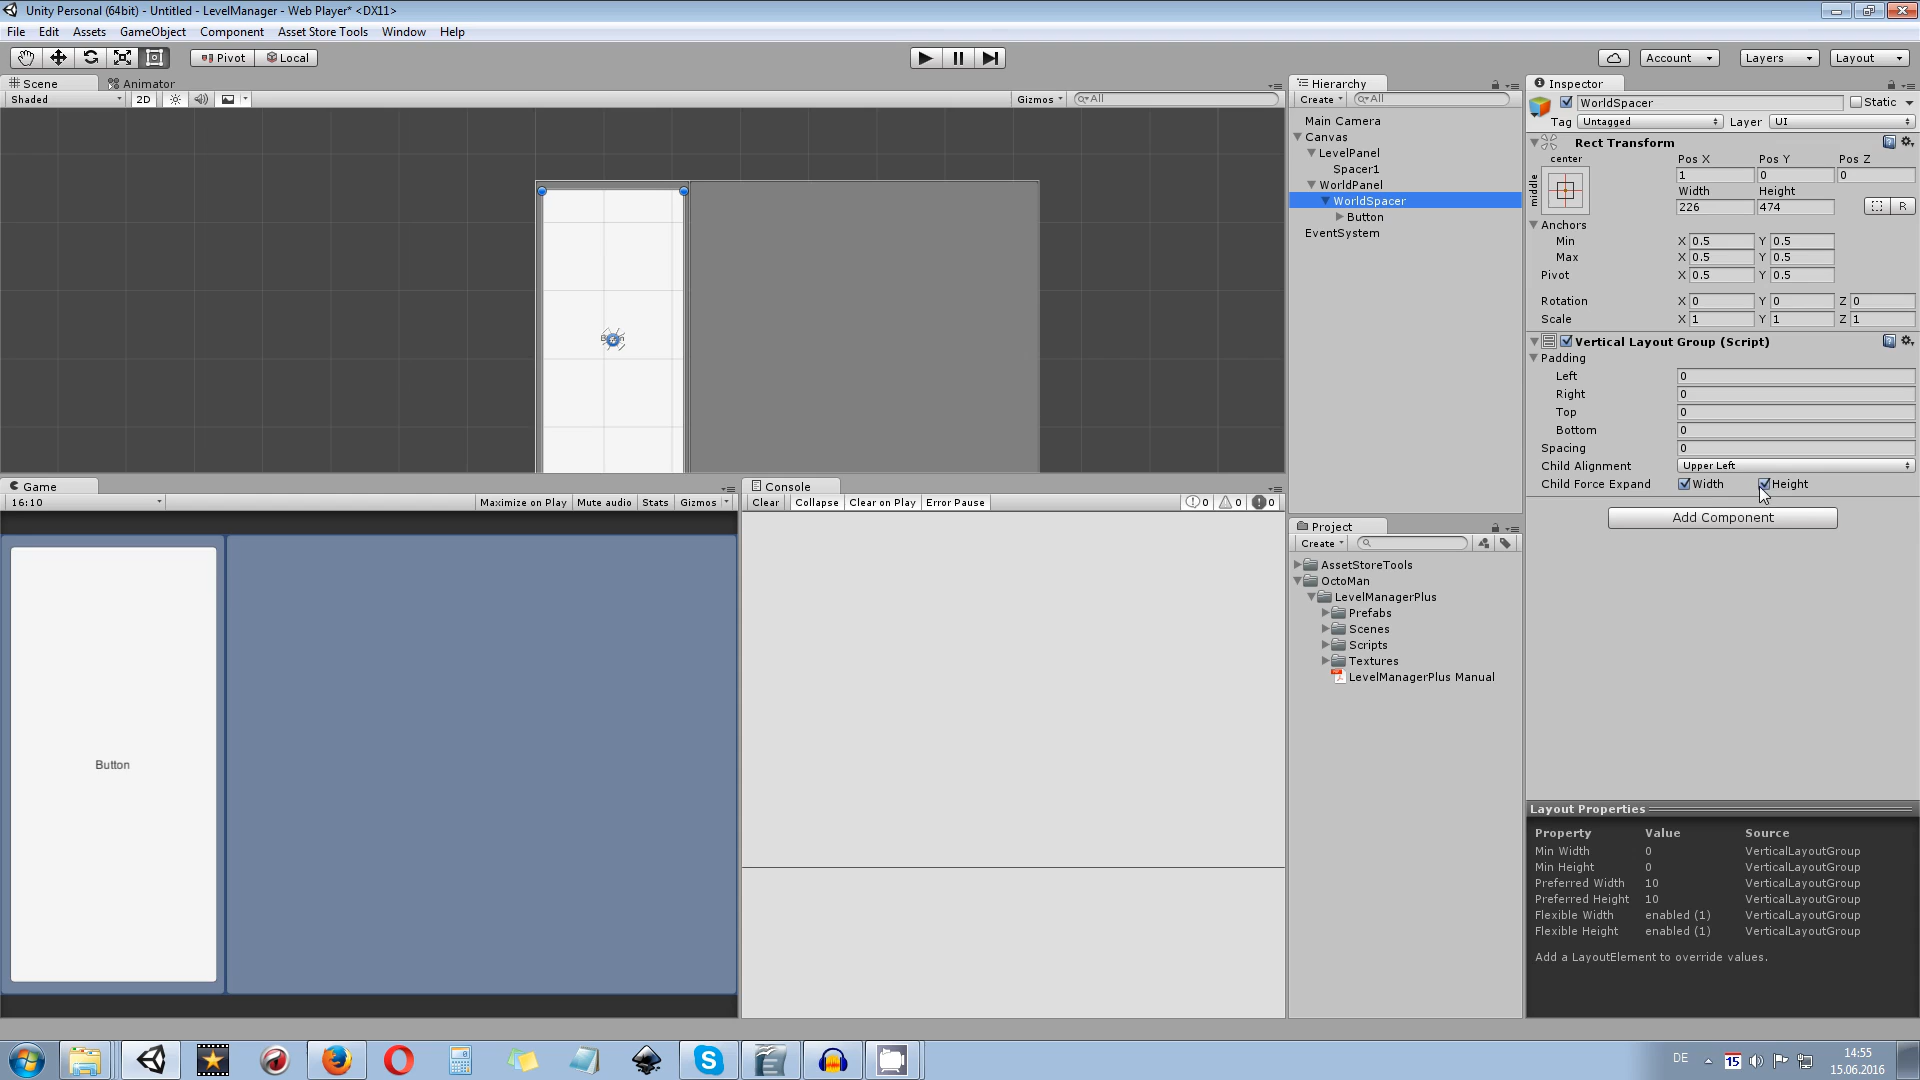 Unity Personal (64bit) - Untitled - LevelManager - Web Player* <DX11>
File Edit Assets GameObject Component Asset Store Tools Window Help
Pivot Local Account Layers Layout
Scene Animator
Shaded 2D Gizmos All
Hierarchy
Create All
Main Camera
Canvas
LevelPanel
Spacer1
WorldPanel
WorldSpacer
Button
EventSystem
Inspector
WorldSpacer Static
Tag Untagged Layer UI
Rect Transform
center Pos X Pos Y Pos Z
middle 1 0 0
Width Height
226 474 R
Anchors
Min X 0.5 Y 0.5
Max X 0.5 Y 0.5
Pivot X 0.5 Y 0.5
Rotation X 0 Y 0 Z 0
Scale X 1 Y 1 Z 1
Vertical Layout Group (Script)
Padding
Left 0
Right 0
Top 0
Bottom 0
Spacing 0
Child Alignment Upper Left
Child Force Expand Width Height
Add Component
Game
16:10 Maximize on Play Mute audio Stats Gizmos
Button
Console
Clear Collapse Clear on Play Error Pause 0 0 0
Project
Create
AssetStoreTools
OctoMan
LevelManagerPlus
Prefabs
Scenes
Scripts
Textures
LevelManagerPlus Manual
Layout Properties
Property Value Source
Min Width 0 VerticalLayoutGroup
Min Height 0 VerticalLayoutGroup
Preferred Width 10 VerticalLayoutGroup
Preferred Height 10 VerticalLayoutGroup
Flexible Width enabled (1) VerticalLayoutGroup
Flexible Height enabled (1) VerticalLayoutGroup
Add a LayoutElement to override values.
DE 15 14:55
15.06.2016